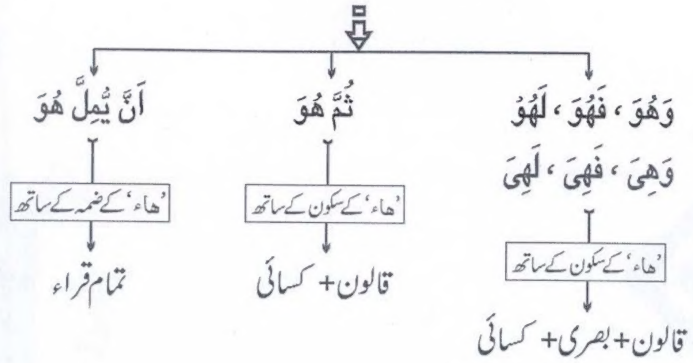 وَهُوَ ، فَهُوَ ، لَهُوَ
وَهِىَ ، فَهِىَ ، لَهِىَ
'ھاء' کے سکون کے ساتھ
قالون + بصری + کسائی
ثُمَّ هُوَ
'ھاء' کے سکون کے ساتھ
قالون + کسائی
اَنَّ يُّمِلَّ هُوَ
'ھاء' کے ضمہ کے ساتھ
تمام قراء